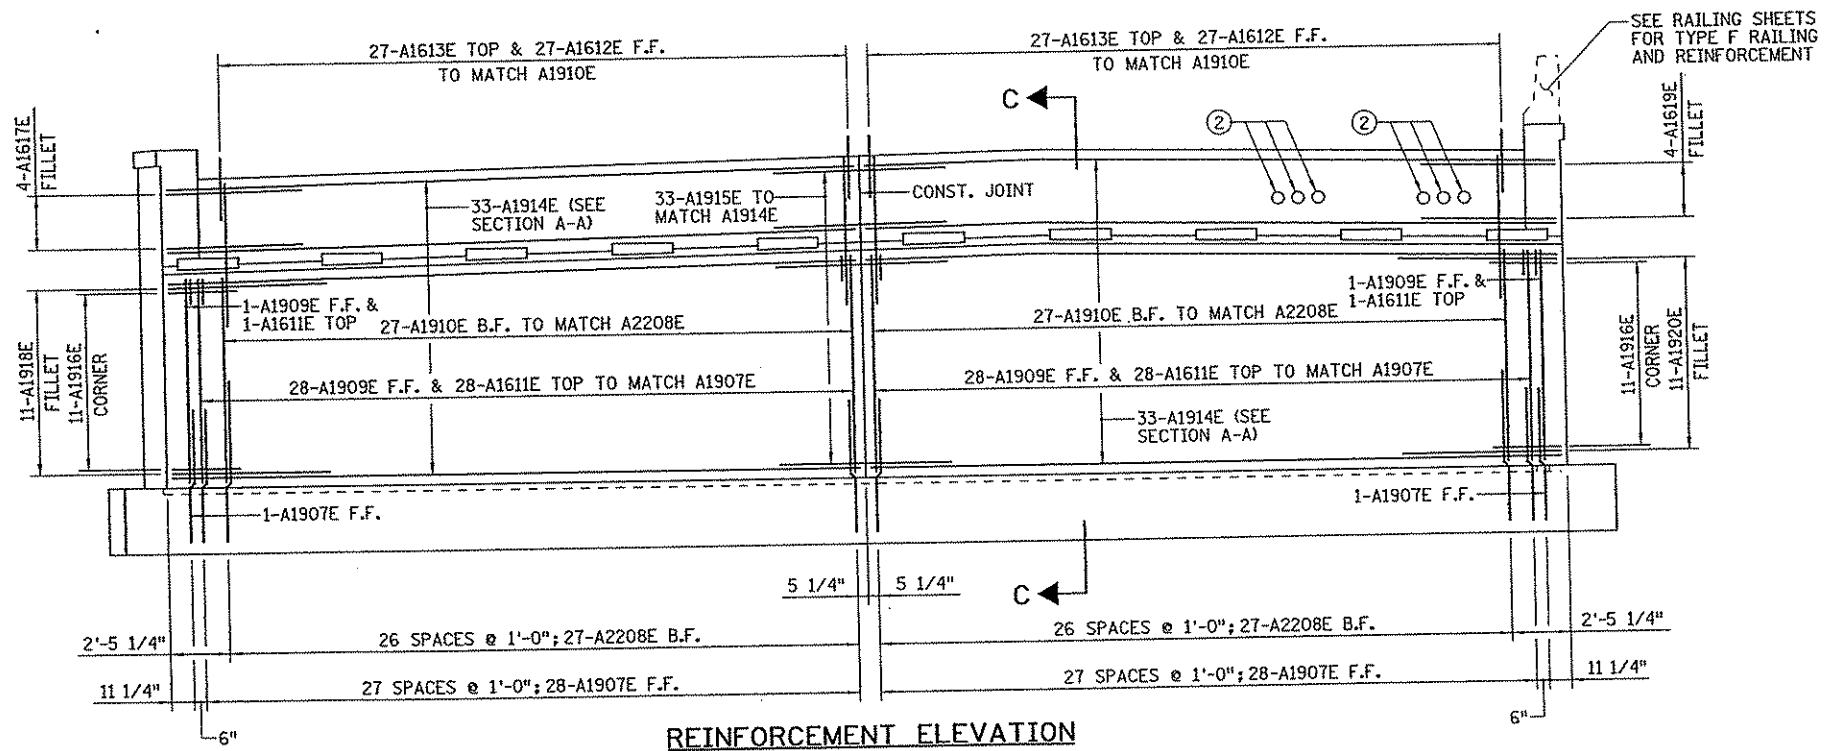 SEE RAILING SHEETS
FOR TYPE F RAILING
AND REINFORCEMENT
27-A1613E TOP & 27-A1612E F.F.
TO MATCH A1910E
27-A1613E TOP & 27-A1612E F.F.
TO MATCH A1910E
C
2
2
4-A1617E
FILLET
4-A1619E
FILLET
33-A1914E (SEE
SECTION A-A)
33-A1915E TO
MATCH A1914E
CONST. JOINT
1-A1909E F.F. &
1-A1611E TOP
1-A1909E F.F. &
1-A1611E TOP
27-A1910E B.F. TO MATCH A2208E
27-A1910E B.F. TO MATCH A2208E
11-A1918E
FILLET
11-A1916E
CORNER
28-A1909E F.F. & 28-A1611E TOP TO MATCH A1907E
28-A1909E F.F. & 28-A1611E TOP TO MATCH A1907E
11-A1916E
CORNER
11-A1920E
FILLET
33-A1914E (SEE
SECTION A-A)
1-A1907E F.F.
1-A1907E F.F.
5 1/4"
5 1/4"
C
2'-5 1/4"
26 SPACES @ 1'-0"; 27-A2208E B.F.
26 SPACES @ 1'-0"; 27-A2208E B.F.
2'-5 1/4"
11 1/4"
27 SPACES @ 1'-0"; 28-A1907E F.F.
27 SPACES @ 1'-0"; 28-A1907E F.F.
11 1/4"
6"
6"
REINFORCEMENT ELEVATION